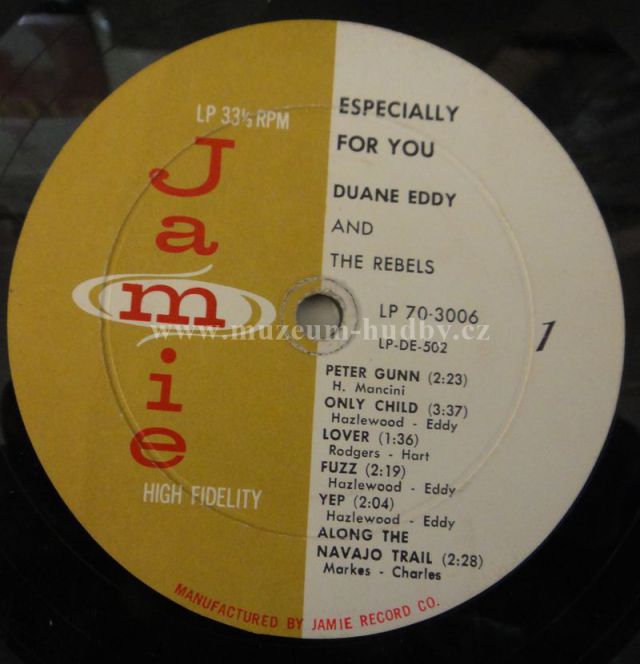 LP 33⅓ RPM
Jamie
HIGH FIDELITY
ESPECIALLY
FOR YOU
DUANE EDDY
AND
THE REBELS
LP 70-3006
LP-DE-502
1
PETER GUNN (2:23)
H. Mancini
ONLY CHILD (3:37)
Hazlewood - Eddy
LOVER (1:36)
Rodgers - Hart
FUZZ (2:19)
Hazlewood - Eddy
YEP (2:04)
Hazlewood - Eddy
ALONG THE
NAVAJO TRAIL (2:28)
Markes - Charles
MANUFACTURED BY JAMIE RECORD CO.
www.muzeum-hudby.cz